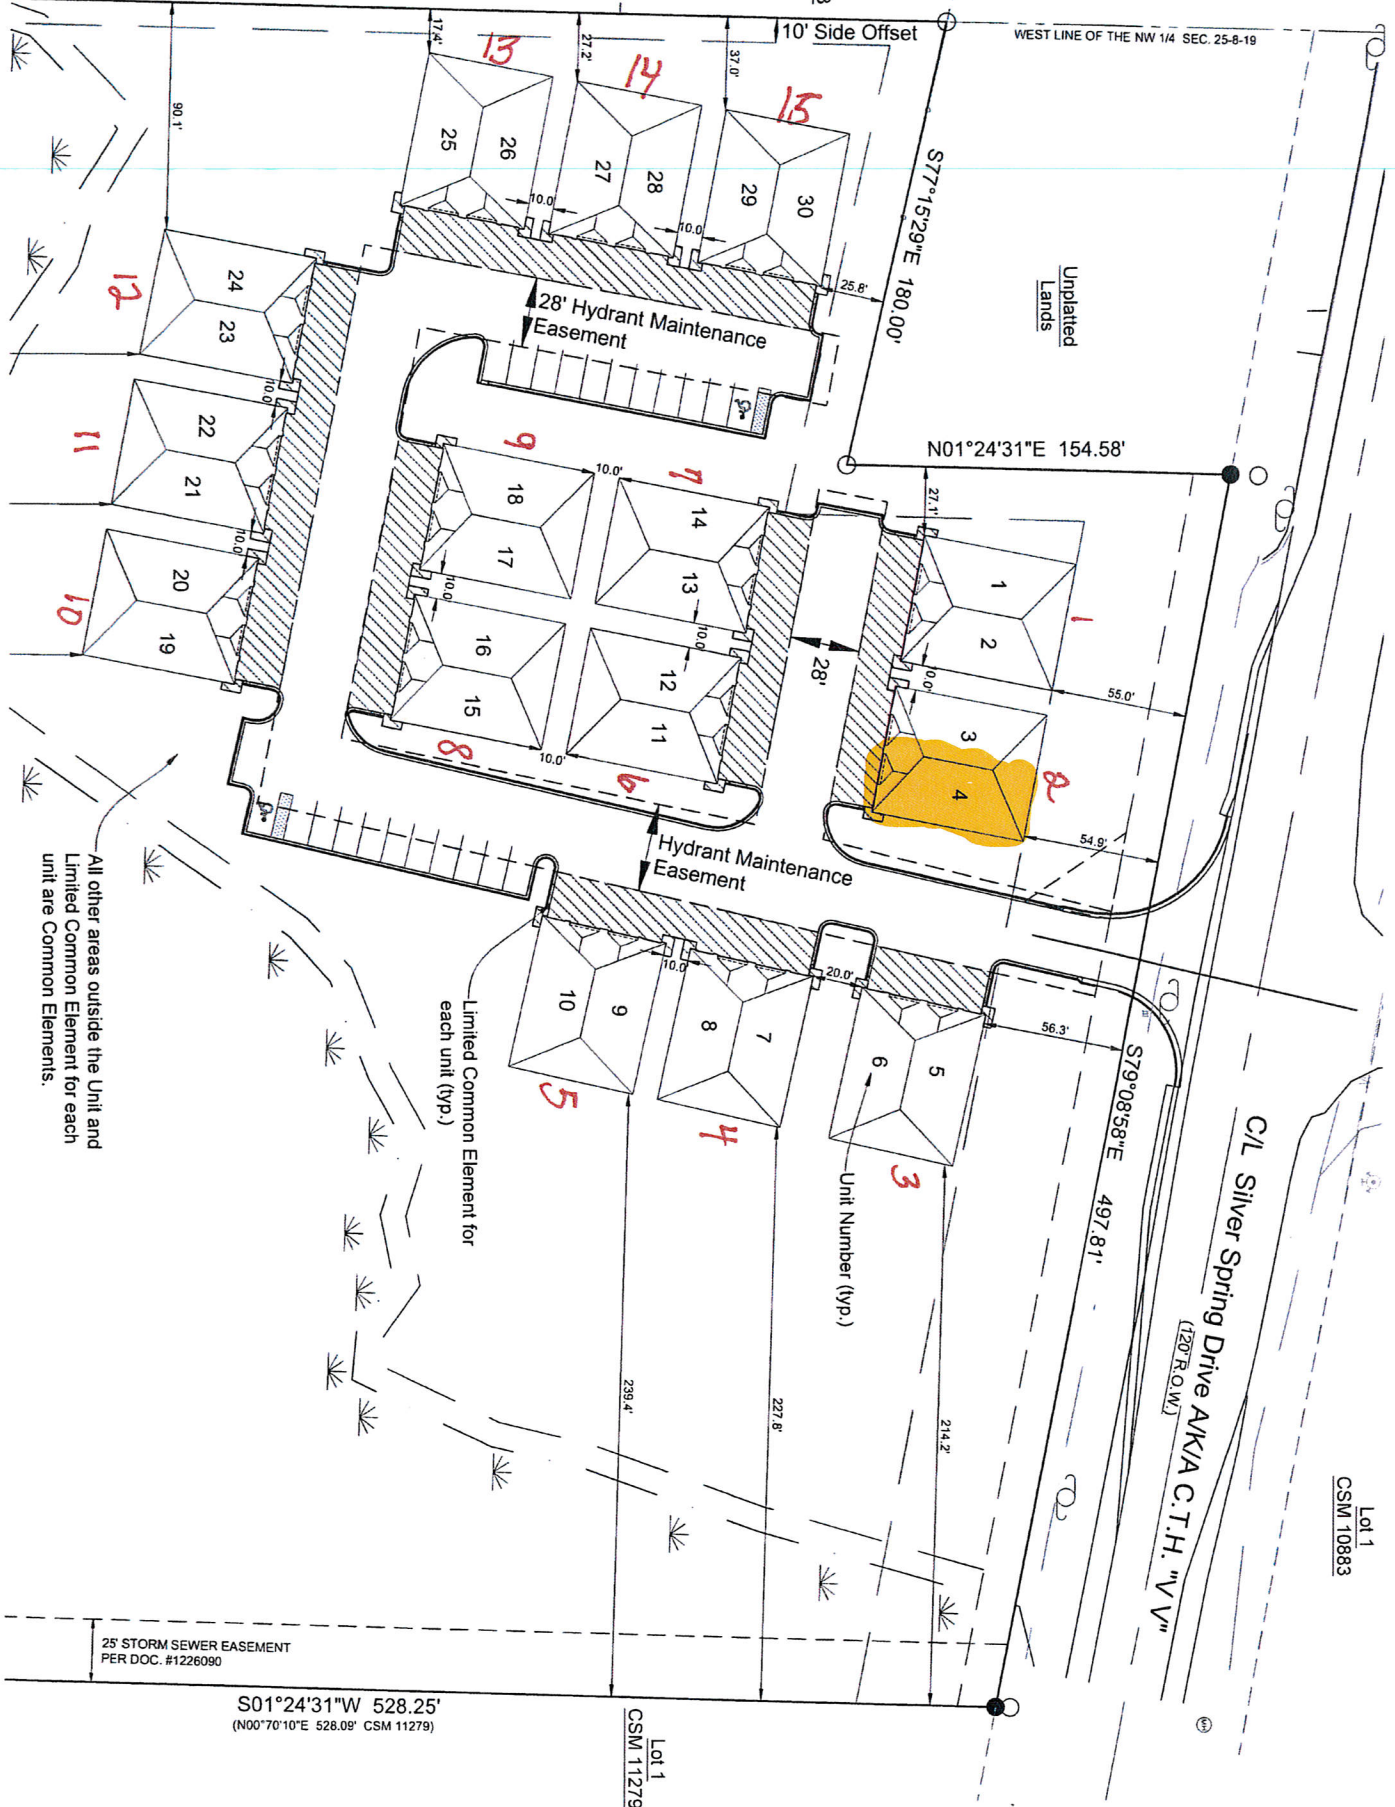 10' Side Offset
WEST LINE OF THE NW 1/4 SEC. 25-8-19
17.4'
27.2'
37.0'
90.1'
13
14
15
25
26
27
28
29
30
10.0
10.0
25.8'
S77°15'29"E 180.00'
Unplatted
Lands
28' Hydrant Maintenance
Easement
N01°24'31"E 154.58'
27.1'
12
24
23
10.0
11
22
21
10.0
10
20
19
9
18
17
10.0'
7
14
13
10.0
10.0
16
15
8
12
11
6
10.0'
28'
1
1
2
10.0
55.0'
3
4
2
54.9'
Hydrant Maintenance
Easement
10
9
5
10.0
8
7
4
20.0'
6
5
3
56.3'
S79°08'58"E 497.81'
C/L Silver Spring Drive A/K/A C.T.H. "V V"
(120' R.O.W.)
Unit Number (typ.)
Limited Common Element for
each unit (typ.)
All other areas outside the Unit and
Limited Common Element for each
unit are Common Elements.
239.4'
227.8'
214.2'
Lot 1
CSM 10883
25' STORM SEWER EASEMENT
PER DOC. #1226090
S01°24'31"W 528.25'
(N00°70'10"E 528.09' CSM 11279)
Lot 1
CSM 11279